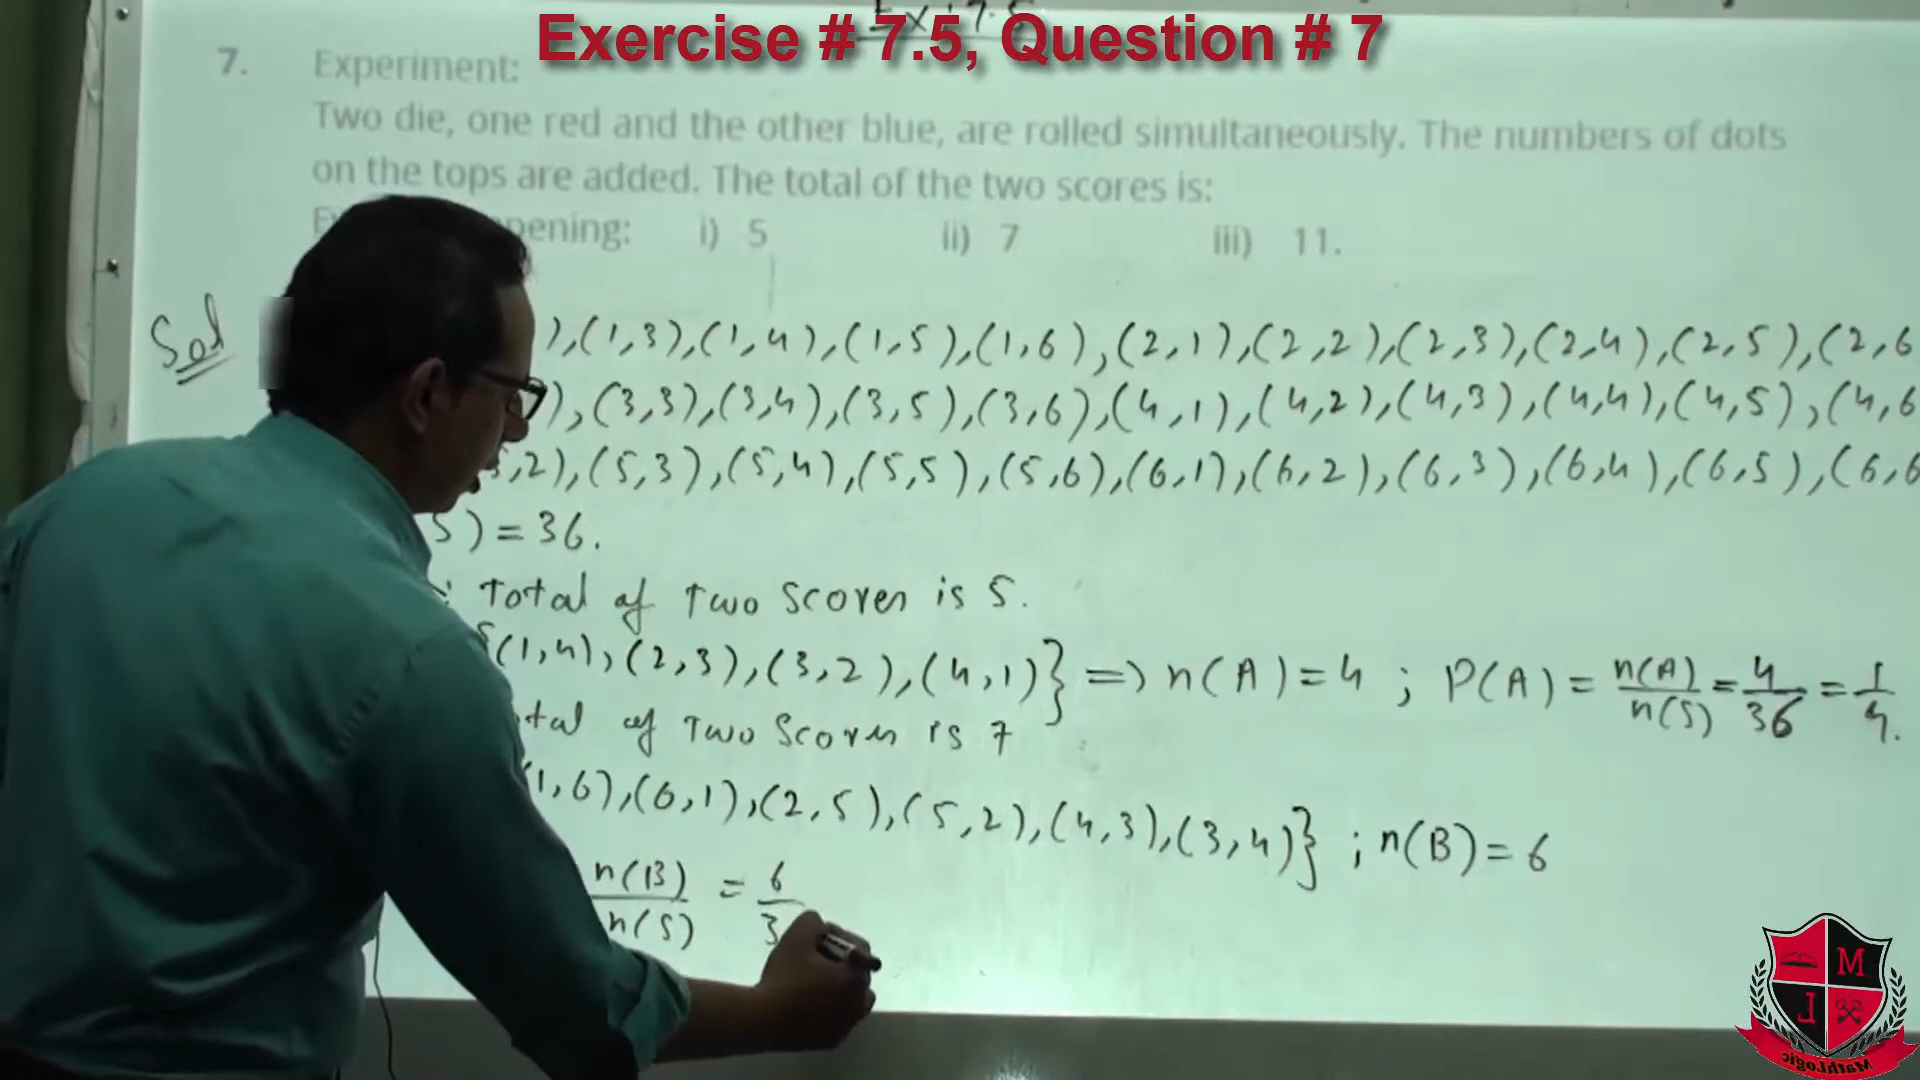 Ex: 7.5
Exercise # 7.5, Question # 7
7. Experiment:
Two die, one red and the other blue, are rolled simultaneously. The numbers of dots
on the tops are added. The total of the two scores is:
pening: i) 5 ii) 7 iii) 11.
Sol ),(1,3),(1,4),(1,5),(1,6),(2,1),(2,2),(2,3),(2,4),(2,5),(2,6
),(3,3),(3,4),(3,5),(3,6),(4,1),(4,2),(4,3),(4,4),(4,5),(4,6
,2),(5,3),(5,4),(5,5),(5,6),(6,1),(6,2),(6,3),(6,4),(6,5),(6,6
S)=36.
: Total of Two Scores is 5.
{(1,4),(2,3),(3,2),(4,1)} => n(A)=4 ; P(A)= n(A)/n(S) = 4/36 = 1/4.
tal of Two Scores is 7
1,6),(6,1),(2,5),(5,2),(4,3),(3,4)} ; n(B)=6
n(B)/n(S) = 6/3
M
J
MathLogic